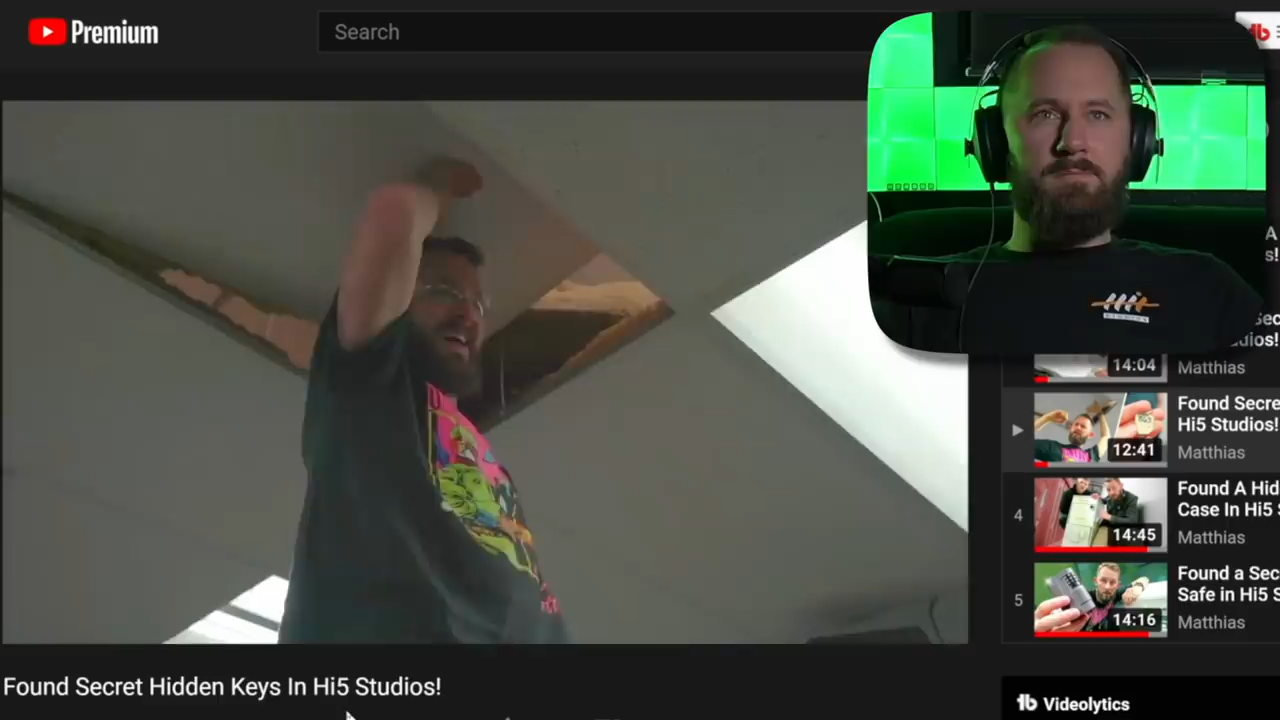 Premium
Search
14:04
Matthias
Found Secre
Hi5 Studios!
12:41
Matthias
4
Found A Hid
Case In Hi5 S
14:45
Matthias
5
Found a Sec
Safe in Hi5 S
14:16
Matthias
Found Secret Hidden Keys In Hi5 Studios!
Videolytics